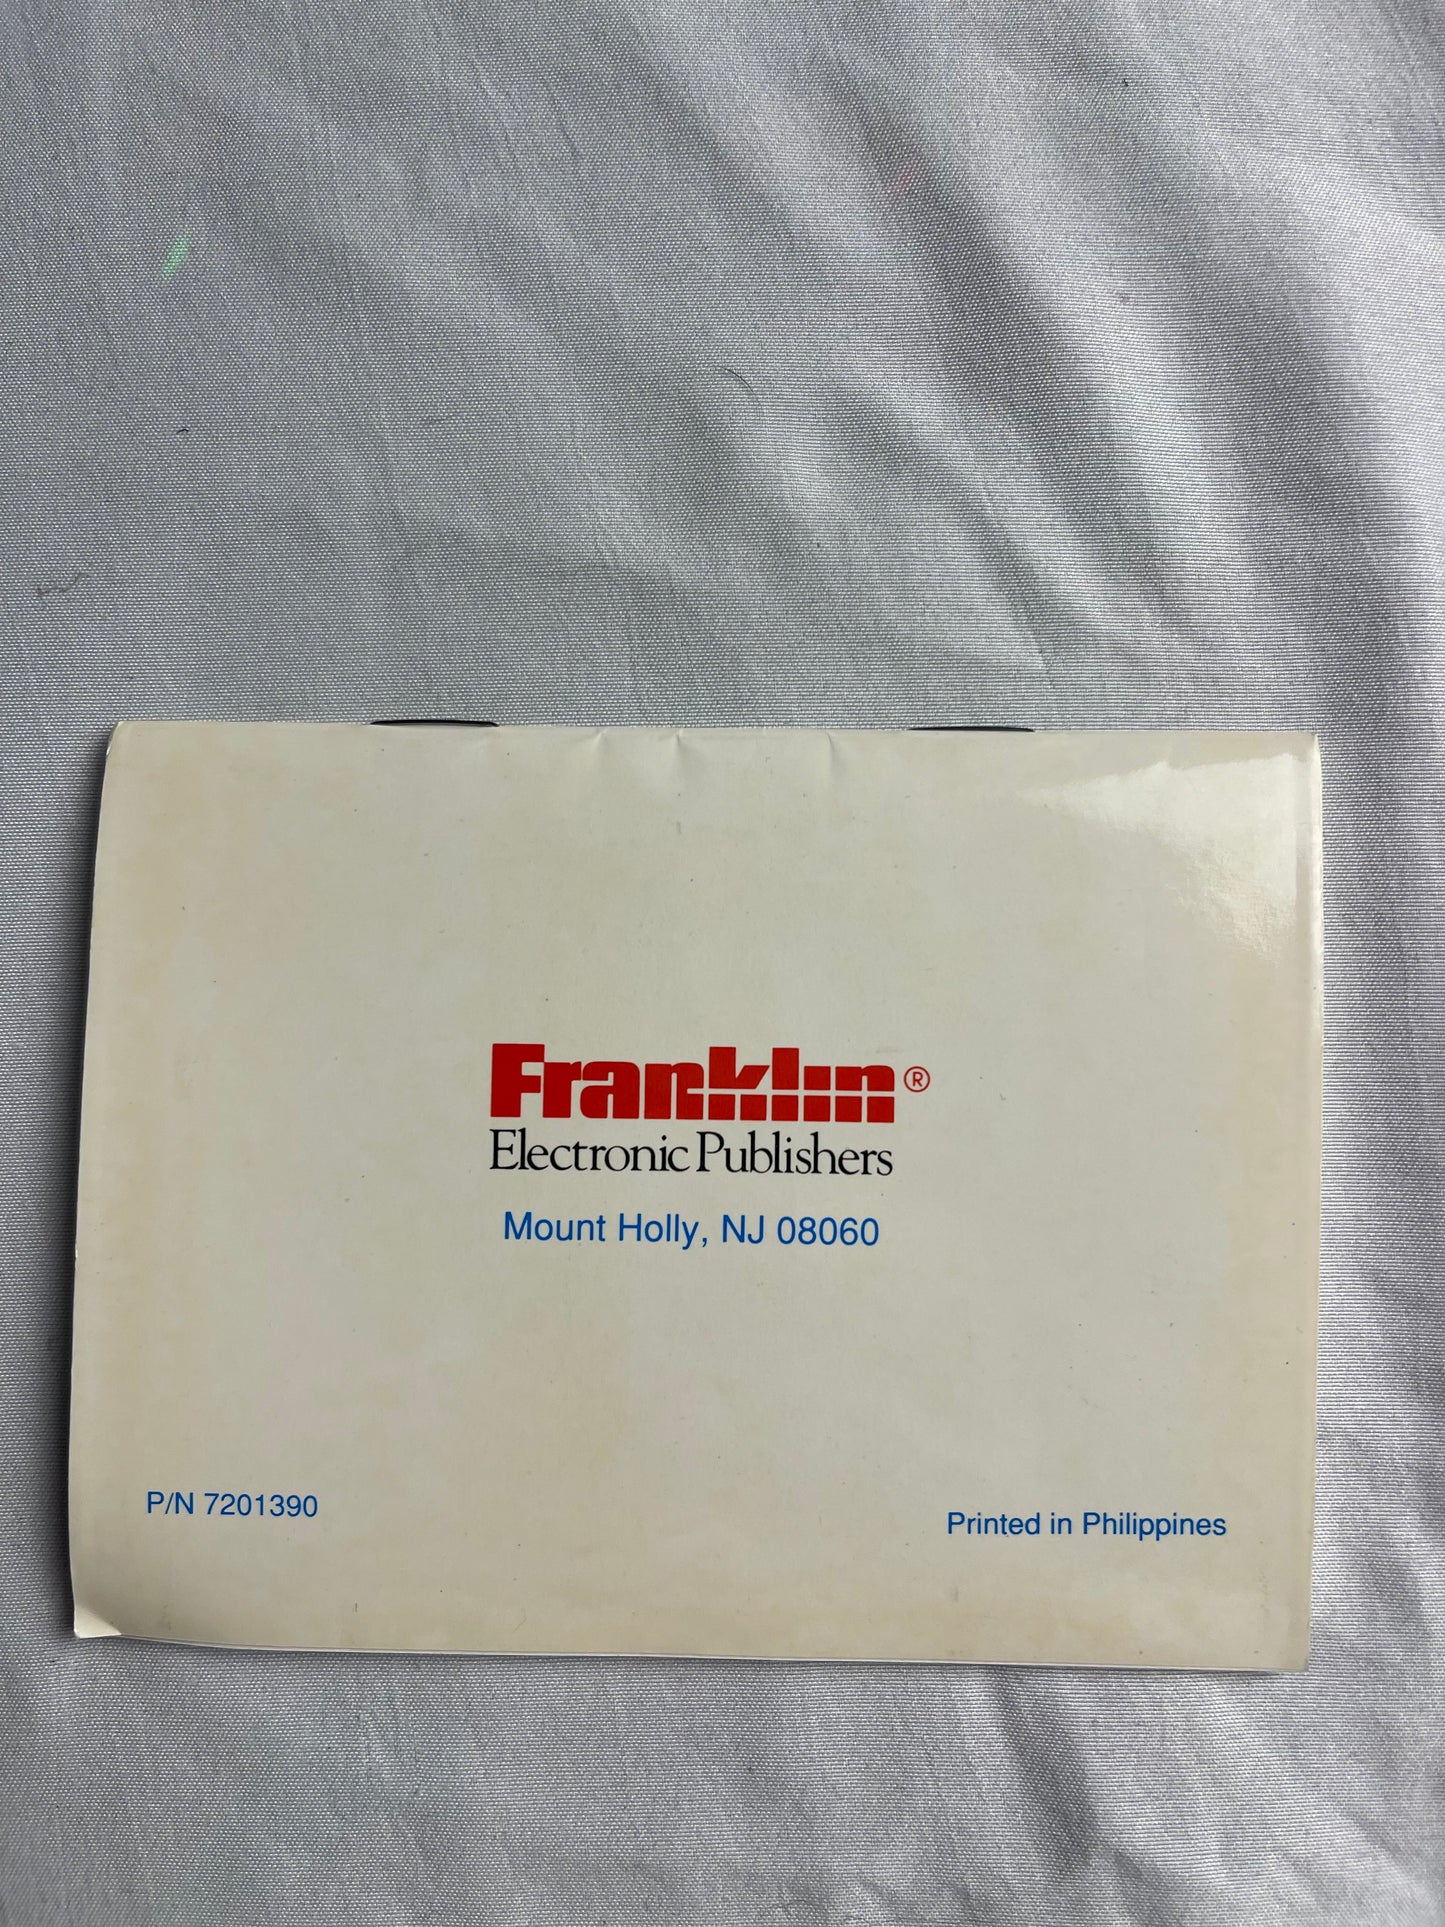 Franklin®
Electronic Publishers
Mount Holly, NJ 08060
P/N 7201390
Printed in Philippines